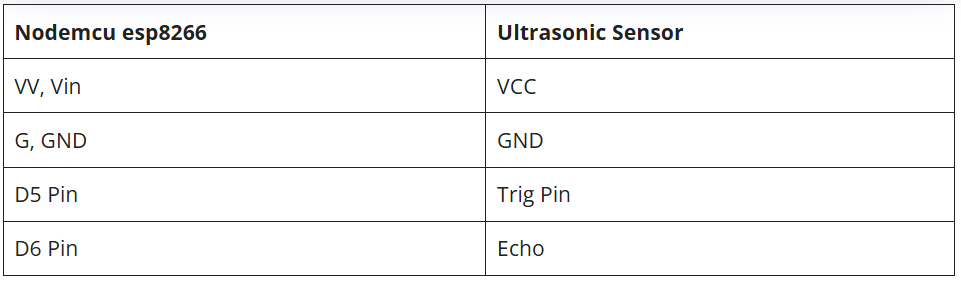 Nodemcu esp8266 Ultrasonic Sensor
VV, Vin VCC
G, GND GND
D5 Pin Trig Pin
D6 Pin Echo